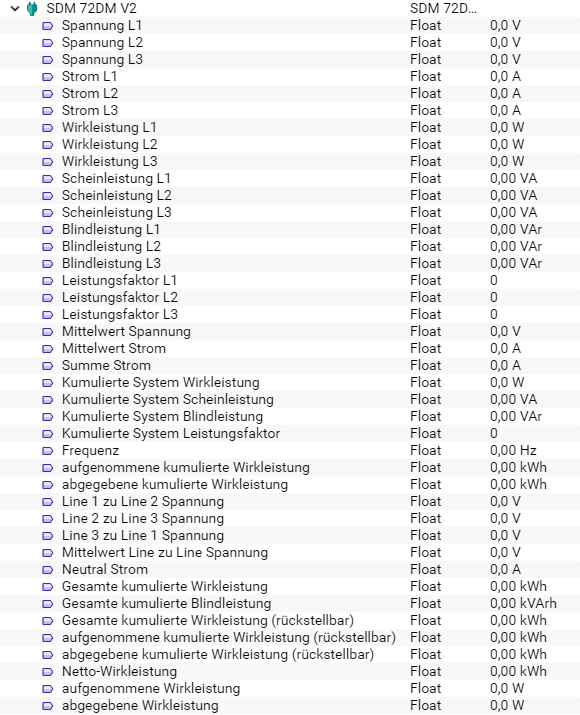 SDM 72DM V2 SDM 72D...
Spannung L1 Float 0,0 V
Spannung L2 Float 0,0 V
Spannung L3 Float 0,0 V
Strom L1 Float 0,0 A
Strom L2 Float 0,0 A
Strom L3 Float 0,0 A
Wirkleistung L1 Float 0,0 W
Wirkleistung L2 Float 0,0 W
Wirkleistung L3 Float 0,0 W
Scheinleistung L1 Float 0,00 VA
Scheinleistung L2 Float 0,00 VA
Scheinleistung L3 Float 0,00 VA
Blindleistung L1 Float 0,00 VAr
Blindleistung L2 Float 0,00 VAr
Blindleistung L3 Float 0,00 VAr
Leistungsfaktor L1 Float 0
Leistungsfaktor L2 Float 0
Leistungsfaktor L3 Float 0
Mittelwert Spannung Float 0,0 V
Mittelwert Strom Float 0,0 A
Summe Strom Float 0,0 A
Kumulierte System Wirkleistung Float 0,0 W
Kumulierte System Scheinleistung Float 0,00 VA
Kumulierte System Blindleistung Float 0,00 VAr
Kumulierte System Leistungsfaktor Float 0
Frequenz Float 0,00 Hz
aufgenommene kumulierte Wirkleistung Float 0,00 kWh
abgegebene kumulierte Wirkleistung Float 0,00 kWh
Line 1 zu Line 2 Spannung Float 0,0 V
Line 2 zu Line 3 Spannung Float 0,0 V
Line 3 zu Line 1 Spannung Float 0,0 V
Mittelwert Line zu Line Spannung Float 0,0 V
Neutral Strom Float 0,0 A
Gesamte kumulierte Wirkleistung Float 0,00 kWh
Gesamte kumulierte Blindleistung Float 0,00 kVArh
Gesamte kumulierte Wirkleistung (rückstellbar) Float 0,00 kWh
aufgenommene kumulierte Wirkleistung (rückstellbar) Float 0,00 kWh
abgegebene kumulierte Wirkleistung (rückstellbar) Float 0,00 kWh
Netto-Wirkleistung Float 0,00 kWh
aufgenommene Wirkleistung Float 0,0 W
abgegebene Wirkleistung Float 0,0 W